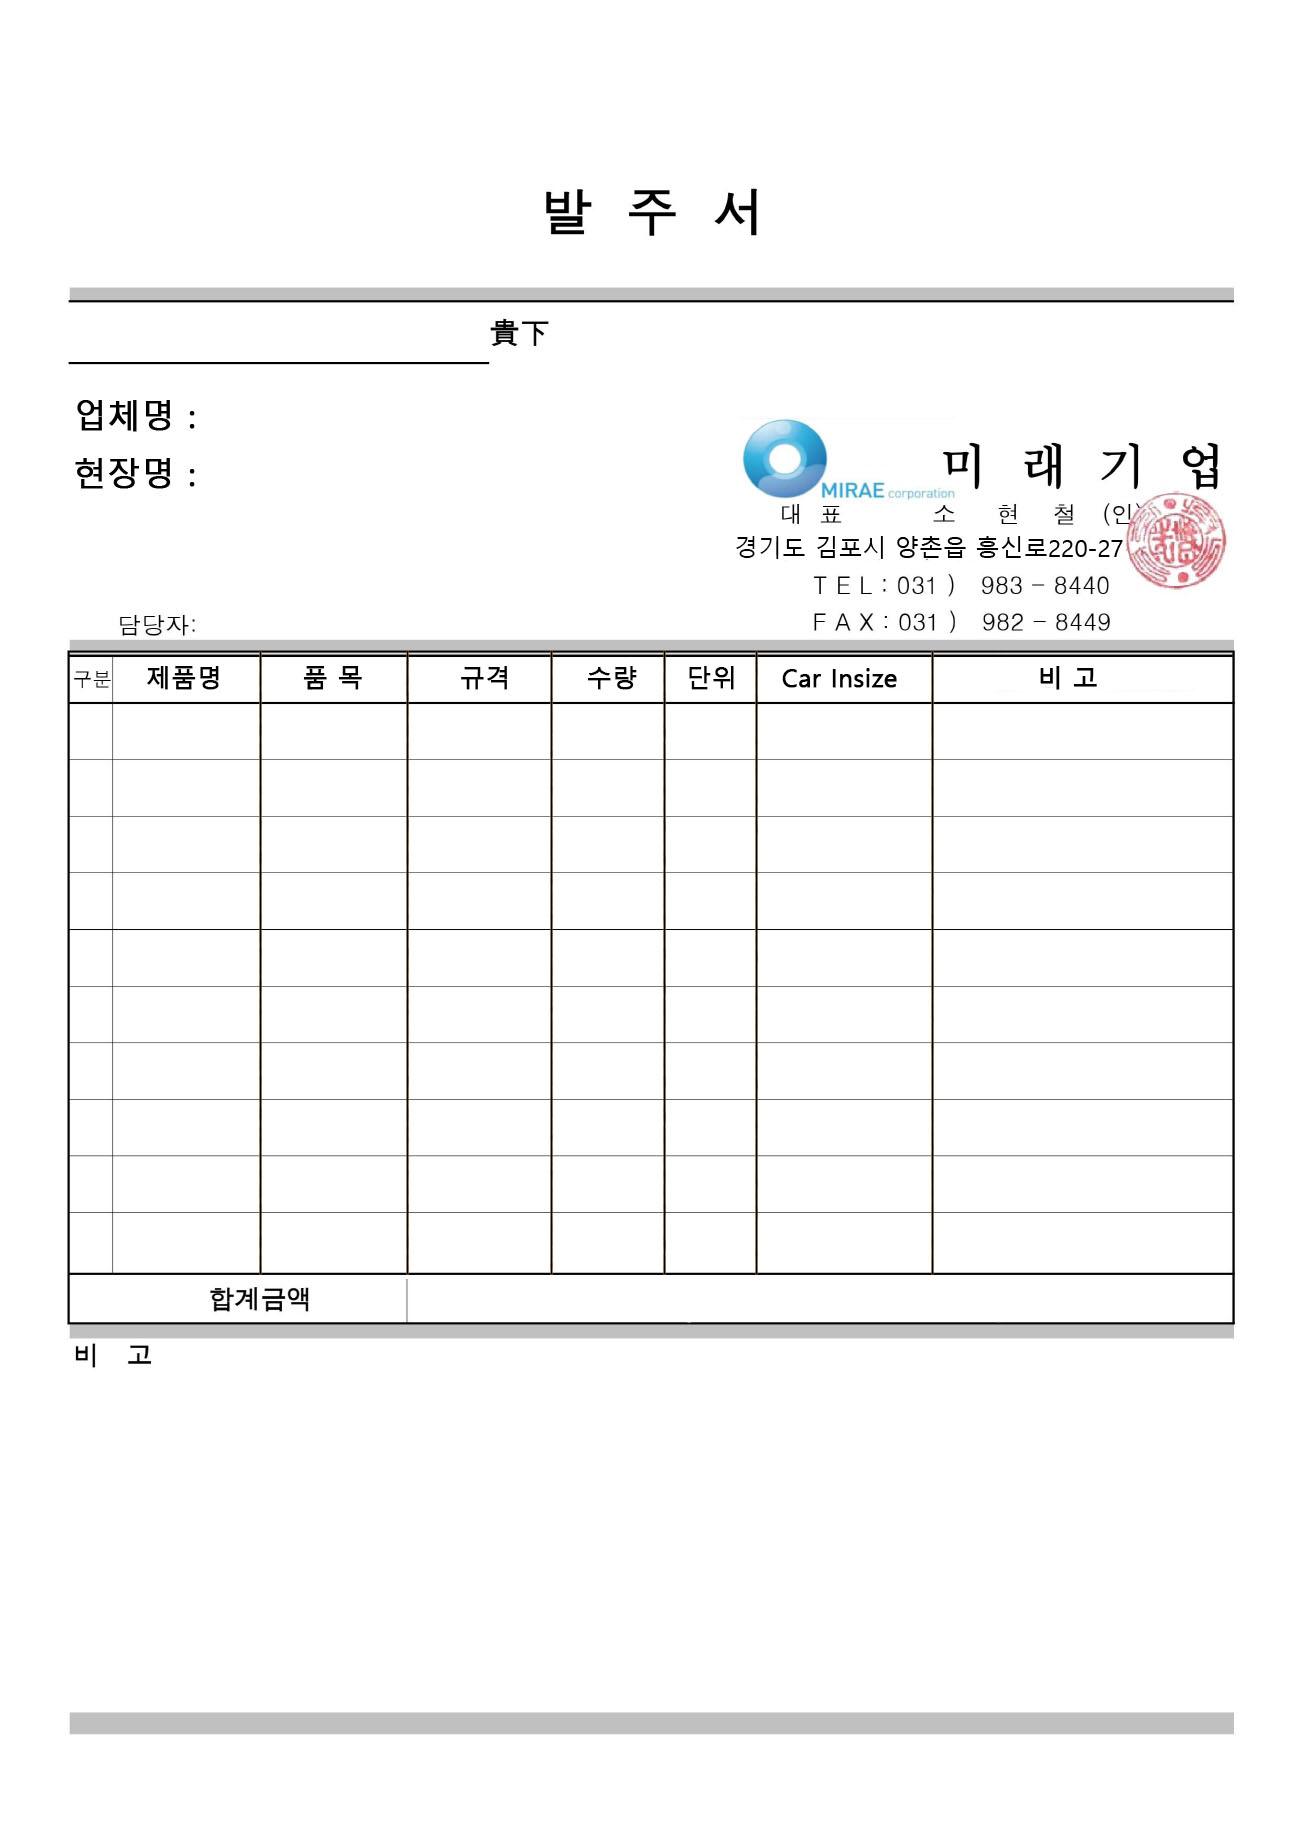 발 주 서
貴下
업체명 :
현장명 :
MIRAE corporation
미 래 기 업
대 표 소 현 철 (인)
경기도 김포시 양촌읍 흥신로220-27
T E L : 031 ) 983 - 8440
F A X : 031 ) 982 - 8449
담당자:
구분 제품명 품 목 규격 수량 단위 Car Insize 비 고
합계금액
비 고